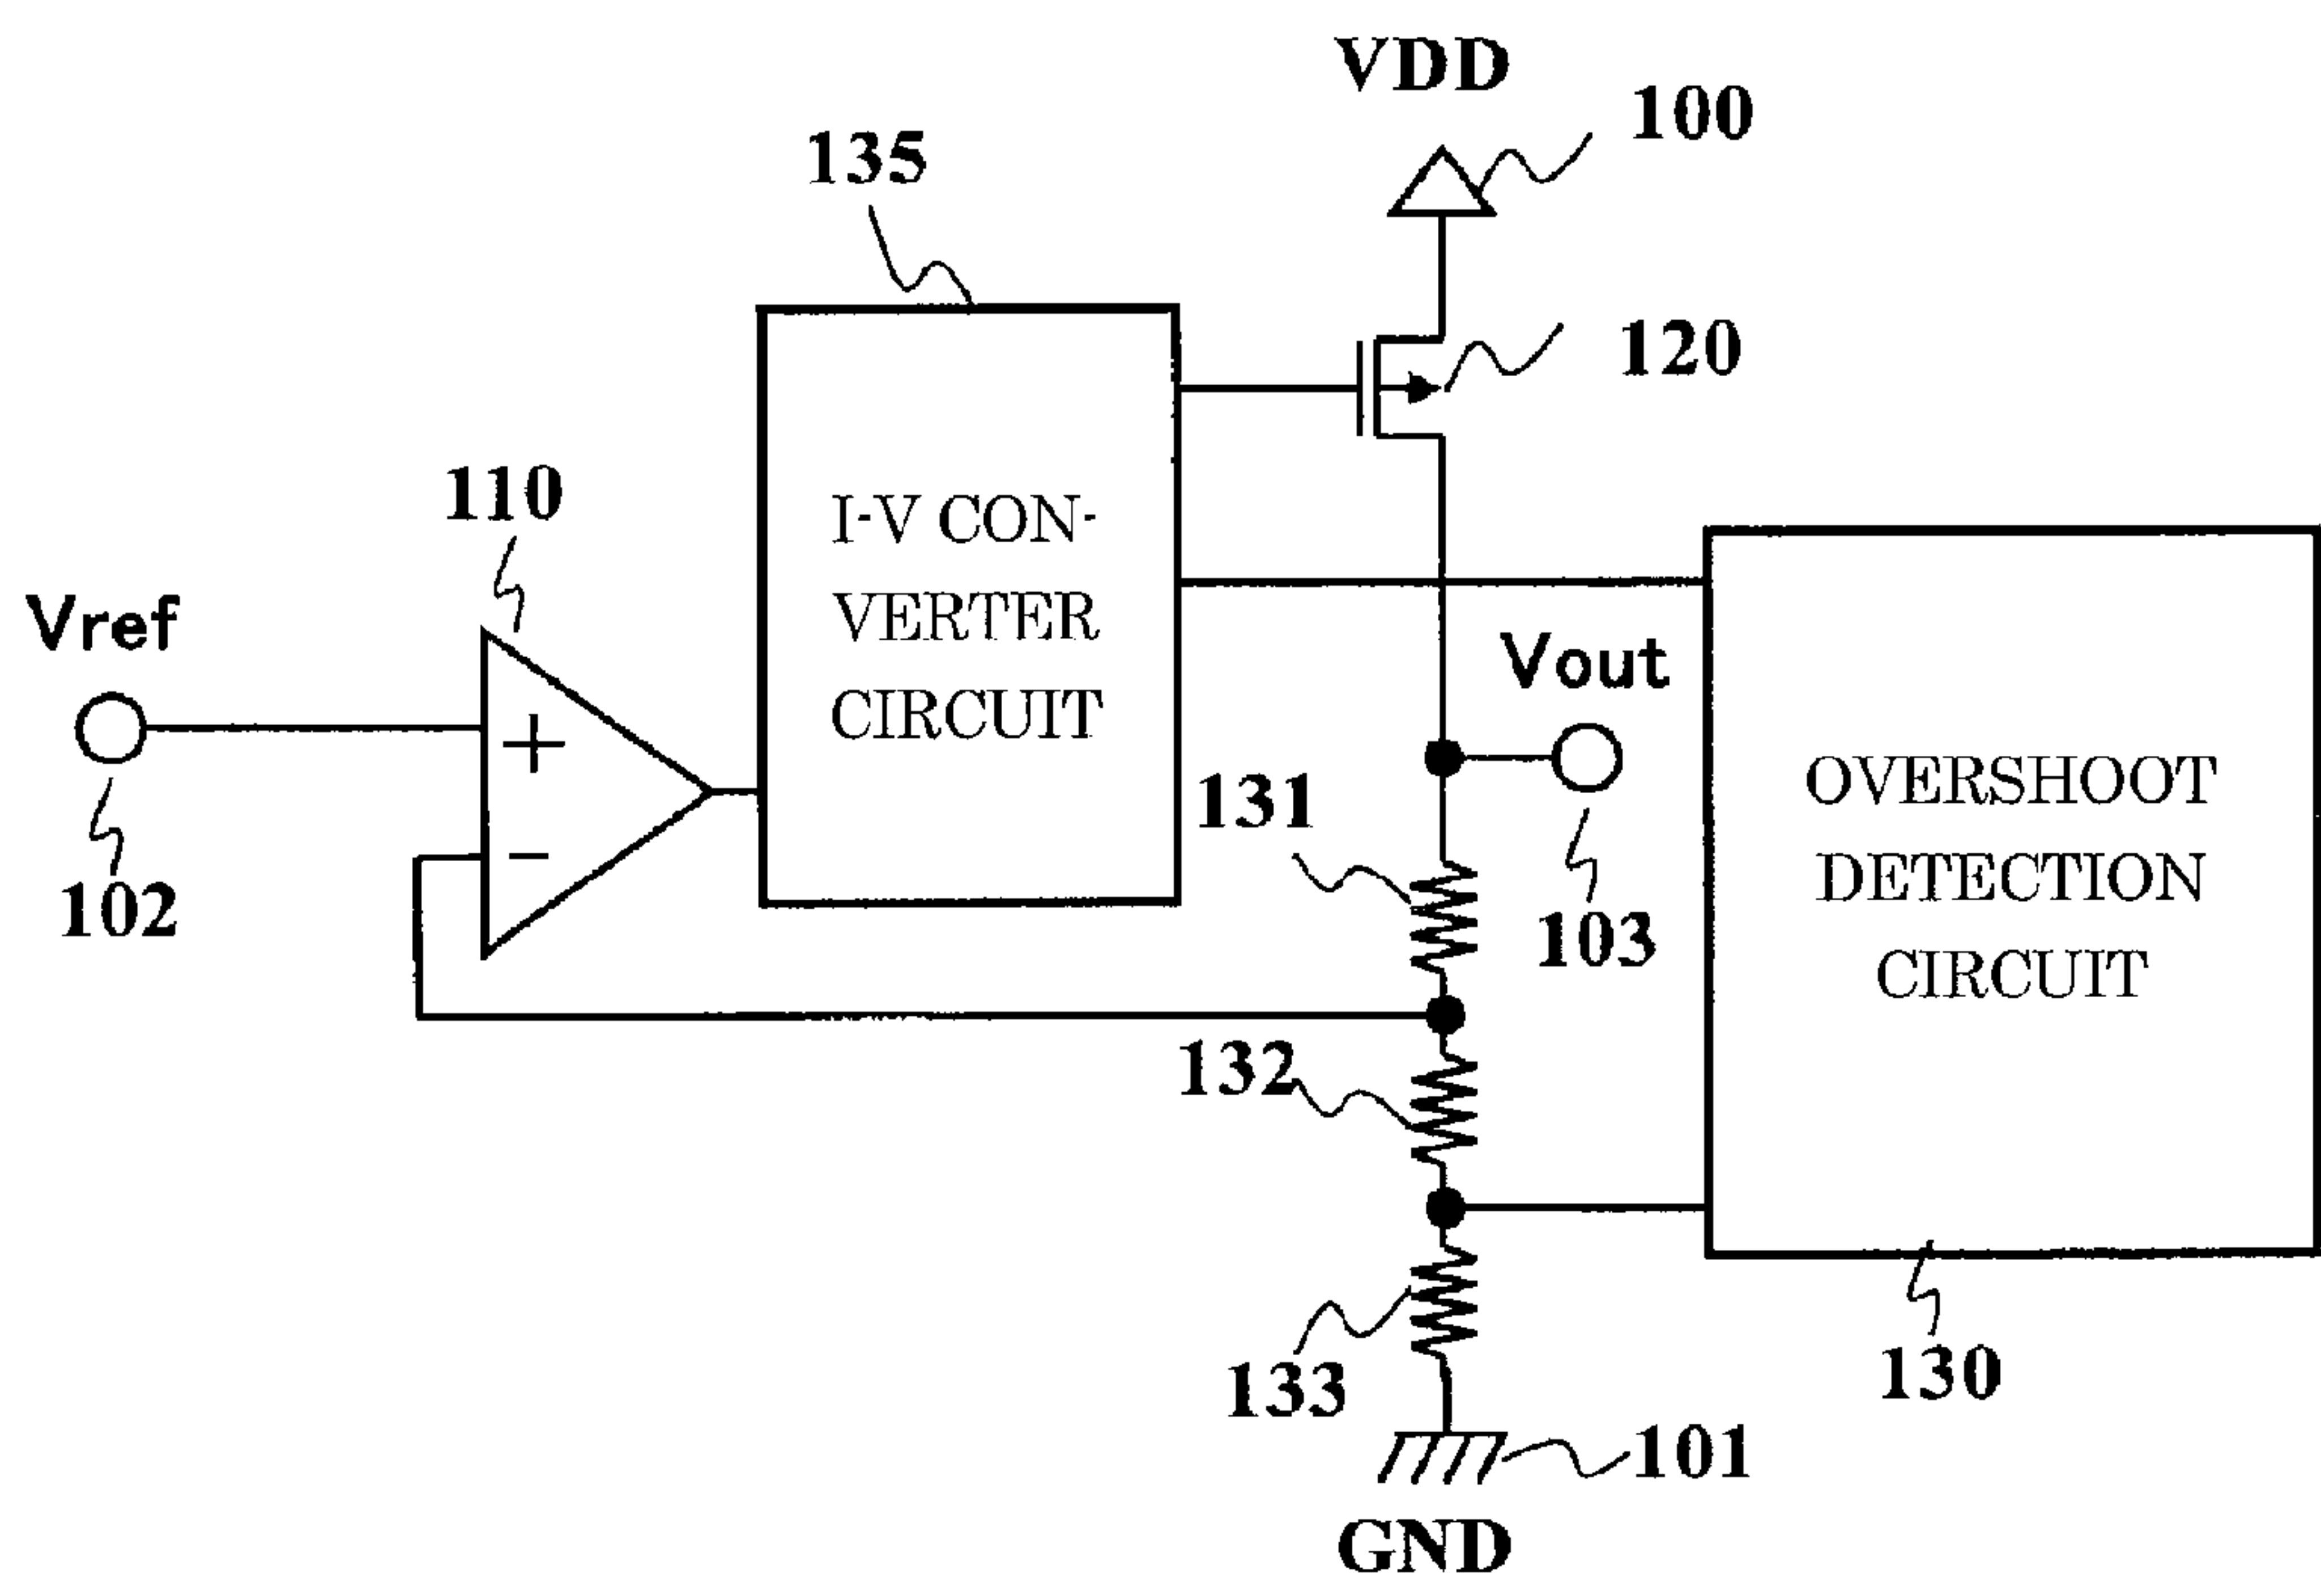 VDD
100
135
120
110
I-V CON-
VERTER
CIRCUIT
Vref
+
−
102
Vout
103
131
OVERSHOOT
DETECTION
CIRCUIT
132
133
130
101
GND